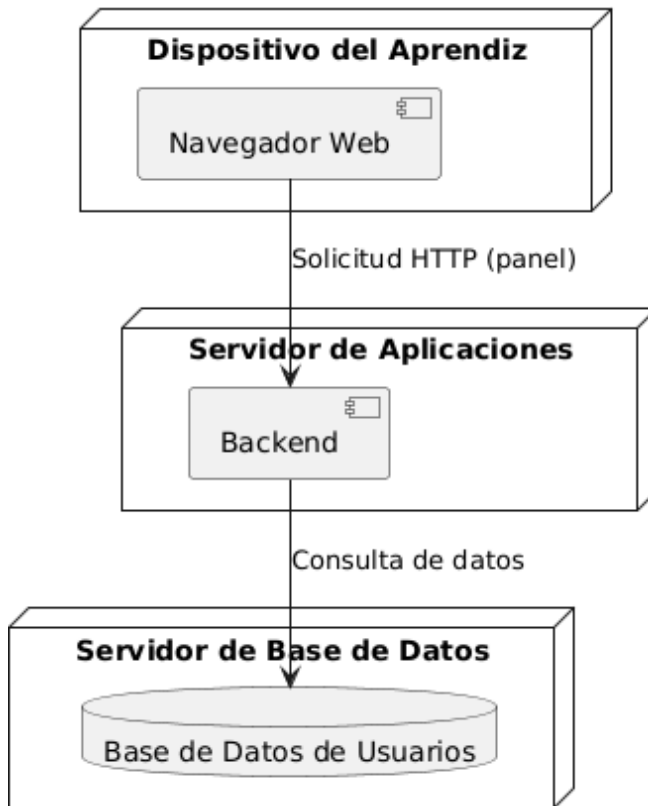 Dispositivo del Aprendiz
Navegador Web
Solicitud HTTP (panel)
Servidor de Aplicaciones
Backend
Consulta de datos
Servidor de Base de Datos
Base de Datos de Usuarios